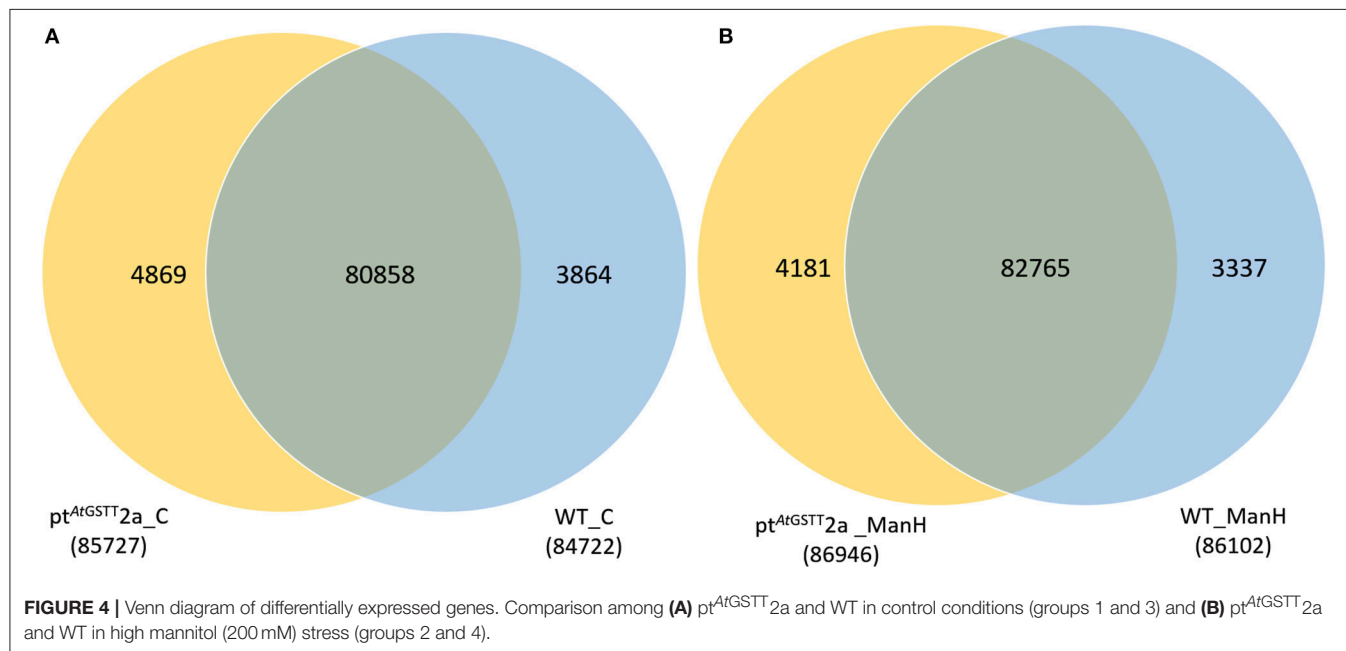 A
B
4869
80858
3864
4181
82765
3337
pt^AtGSTT2a_C
(85727)
WT_C
(84722)
pt^AtGSTT2a _ManH
(86946)
WT_ManH
(86102)
FIGURE 4 | Venn diagram of differentially expressed genes. Comparison among (A) pt^AtGSTT2a and WT in control conditions (groups 1 and 3) and (B) pt^AtGSTT2a
and WT in high mannitol (200 mM) stress (groups 2 and 4).